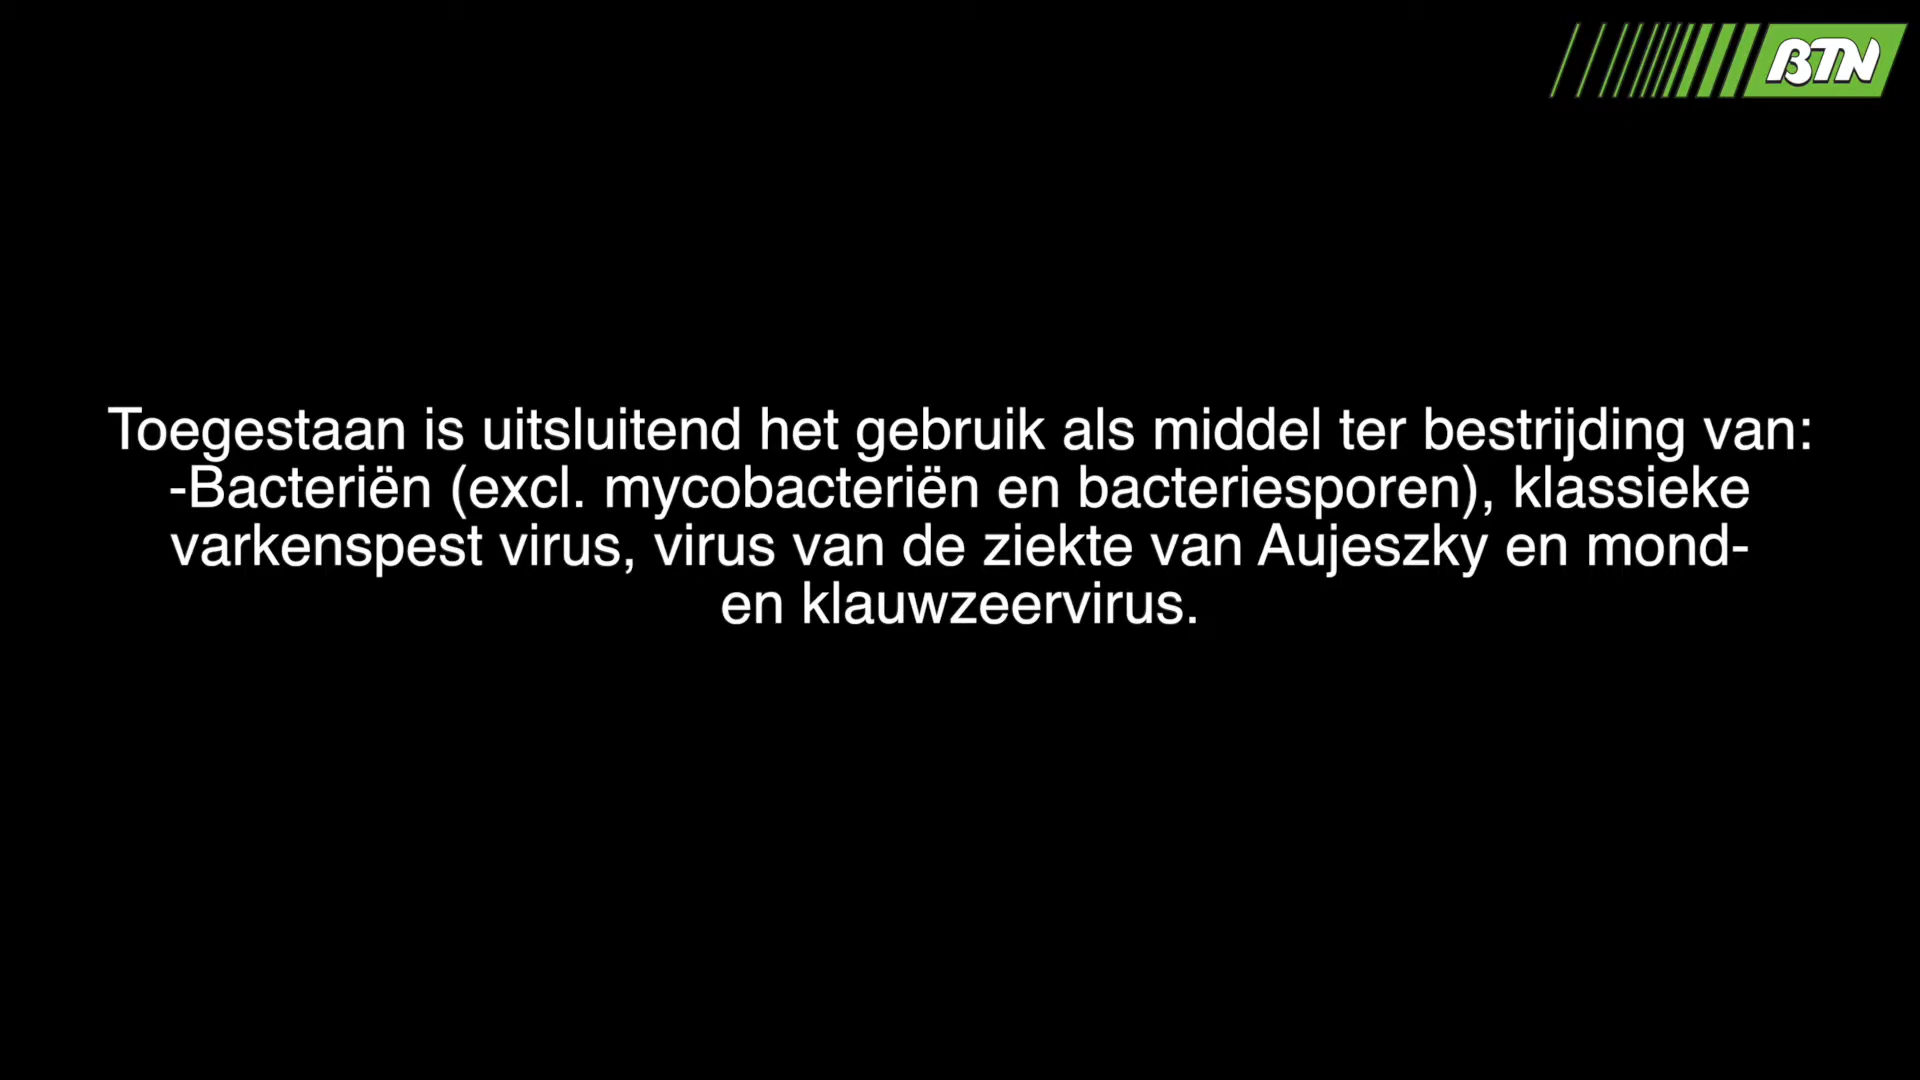 BTN
Toegestaan is uitsluitend het gebruik als middel ter bestrijding van:
-Bacteriën (excl. mycobacteriën en bacteriesporen), klassieke
varkenspest virus, virus van de ziekte van Aujeszky en mond-
en klauwzeervirus.